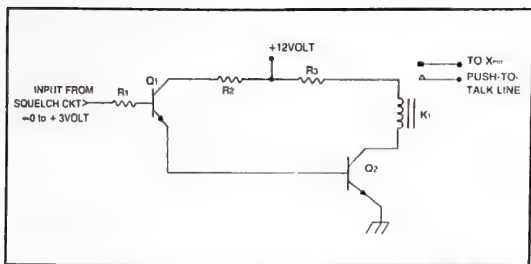 +12VOLT
TO XMIT
PUSH-TO-
TALK LINE
Q1
R2
R3
INPUT FROM
SQUELCH CKT
≈0 to + 3VOLT
R1
K1
Q2